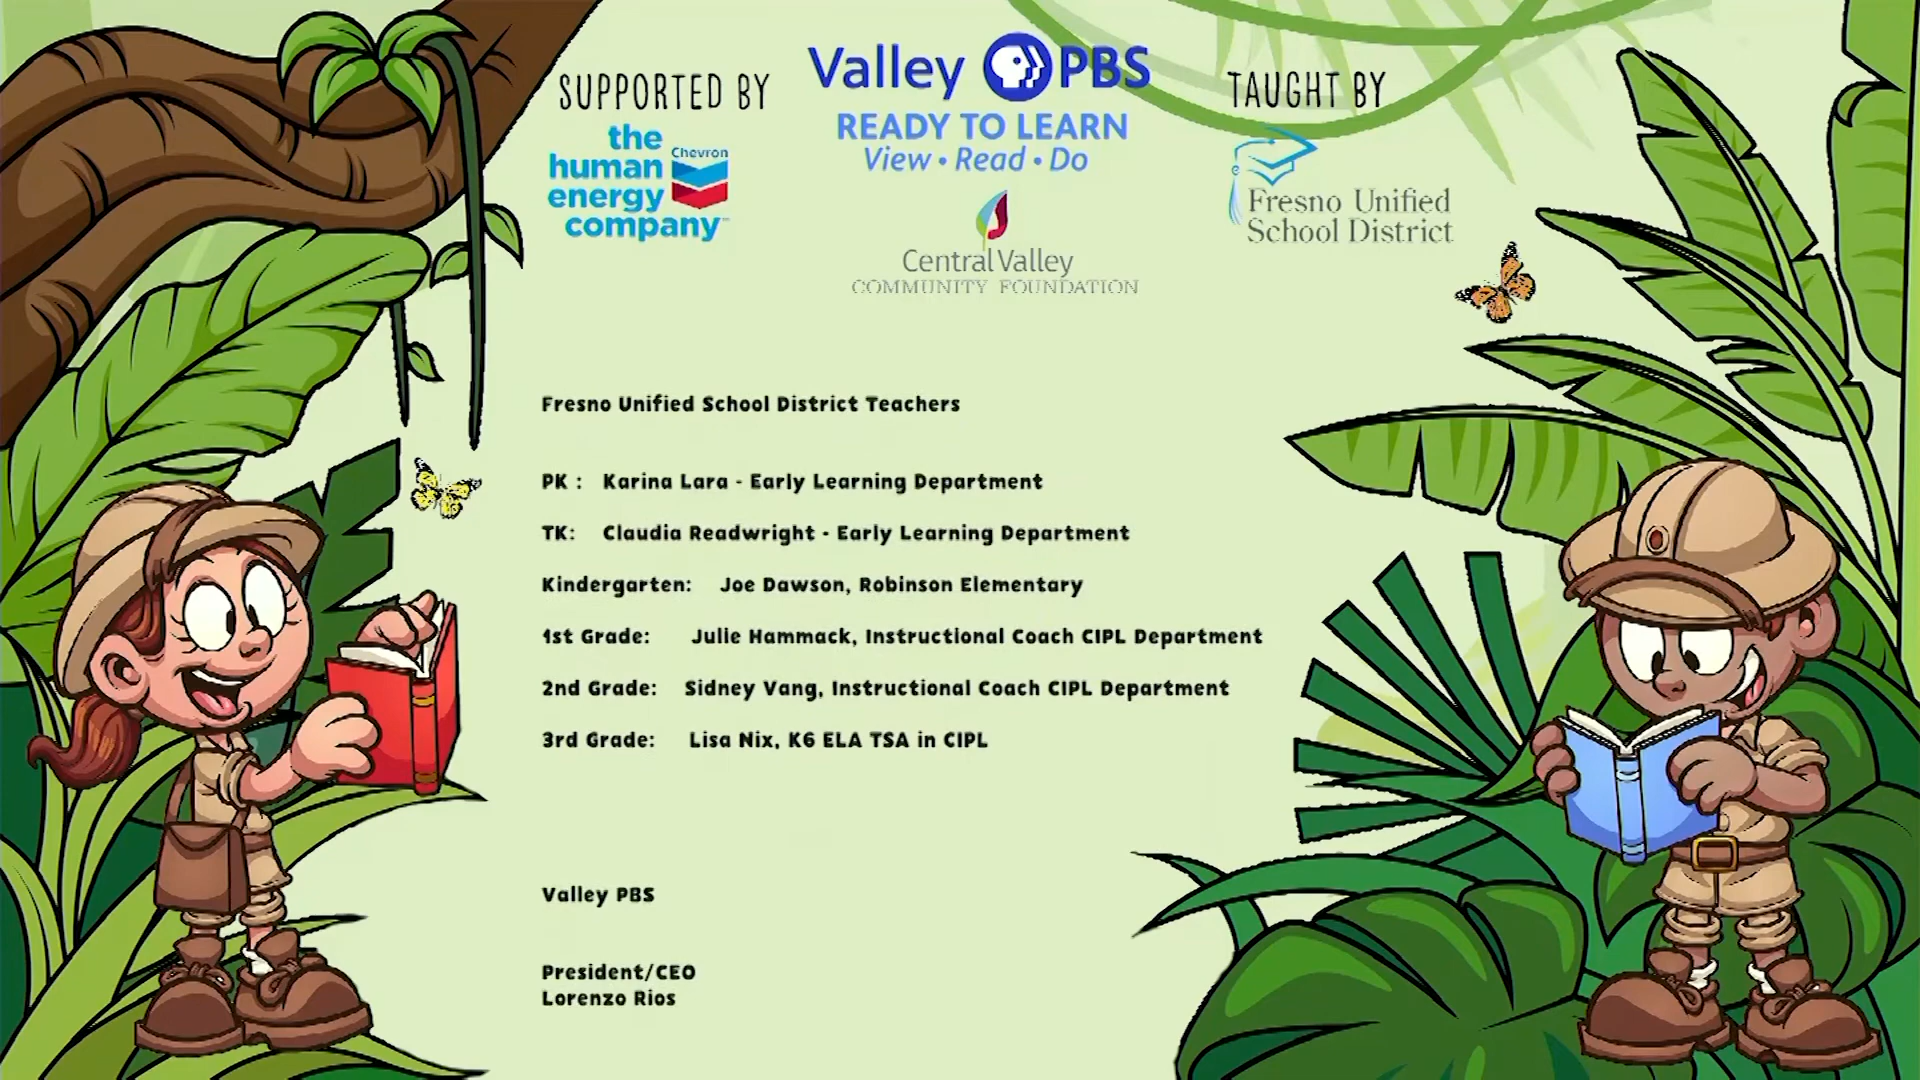 SUPPORTED BY
the
human
energy
company™
Chevron
Valley PBS
READY TO LEARN
View • Read • Do
Central Valley
COMMUNITY FOUNDATION
TAUGHT BY
Fresno Unified
School District
Fresno Unified School District Teachers
PK : Karina Lara - Early Learning Department
TK: Claudia Readwright - Early Learning Department
Kindergarten: Joe Dawson, Robinson Elementary
1st Grade: Julie Hammack, Instructional Coach CIPL Department
2nd Grade: Sidney Vang, Instructional Coach CIPL Department
3rd Grade: Lisa Nix, K6 ELA TSA in CIPL
Valley PBS
President/CEO
Lorenzo Rios